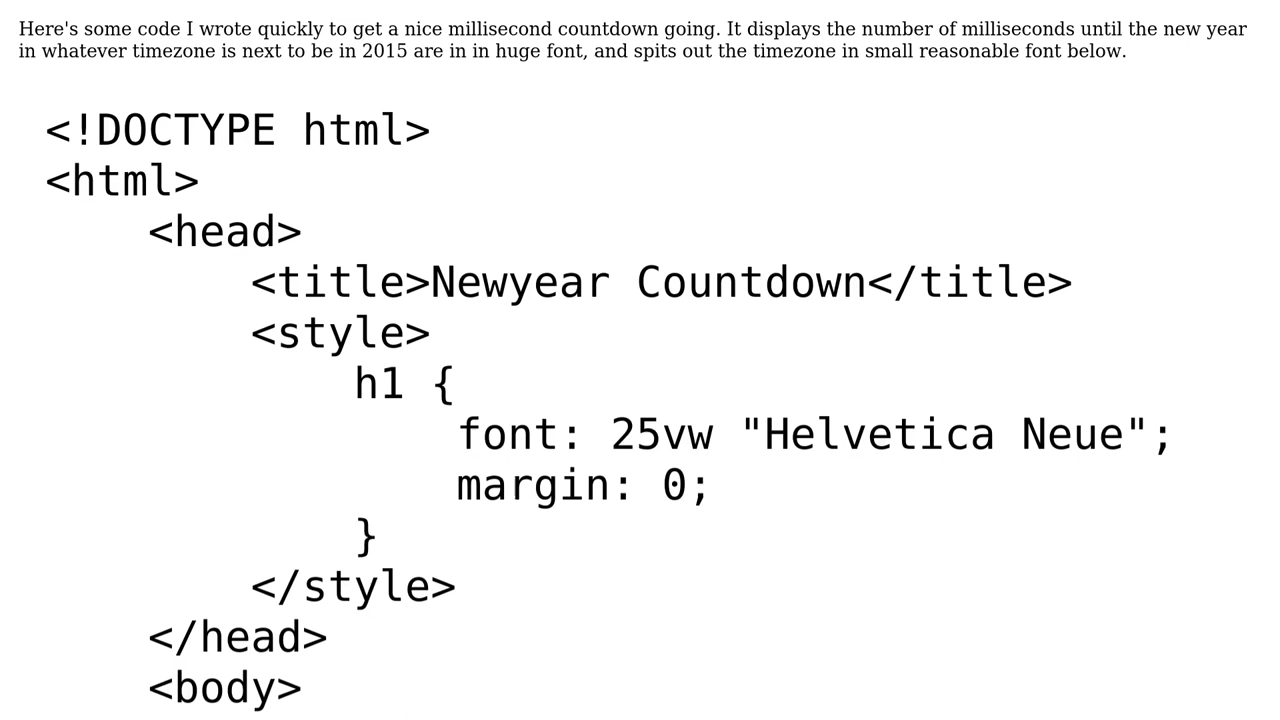 Here's some code I wrote quickly to get a nice millisecond countdown going. It displays the number of milliseconds until the new year
in whatever timezone is next to be in 2015 are in in huge font, and spits out the timezone in small reasonable font below.
<!DOCTYPE html>
<html>
    <head>
        <title>Newyear Countdown</title>
        <style>
            h1 {
                font: 25vw "Helvetica Neue";
                margin: 0;
            }
        </style>
    </head>
    <body>